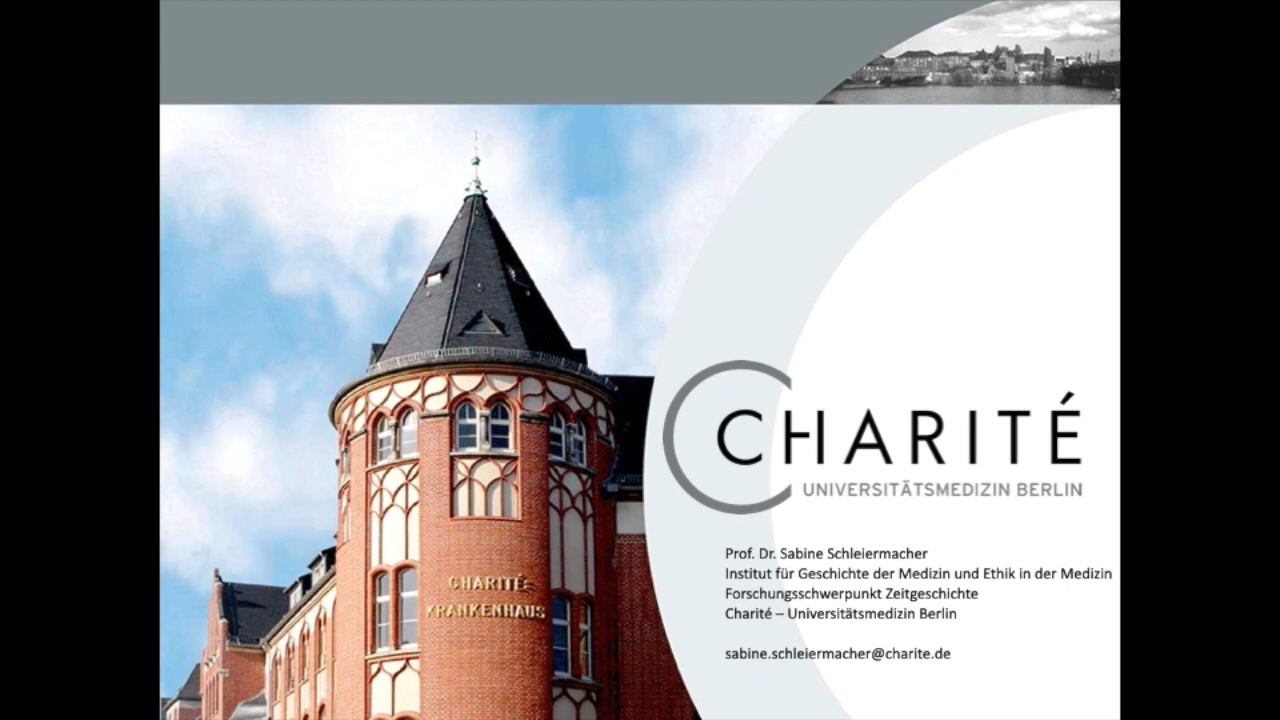 CHARITÉ
UNIVERSITÄTSMEDIZIN BERLIN
CHARITÉ
KRANKENHAUS
Prof. Dr. Sabine Schleiermacher
Institut für Geschichte der Medizin und Ethik in der Medizin
Forschungsschwerpunkt Zeitgeschichte
Charité – Universitätsmedizin Berlin
sabine.schleiermacher@charite.de